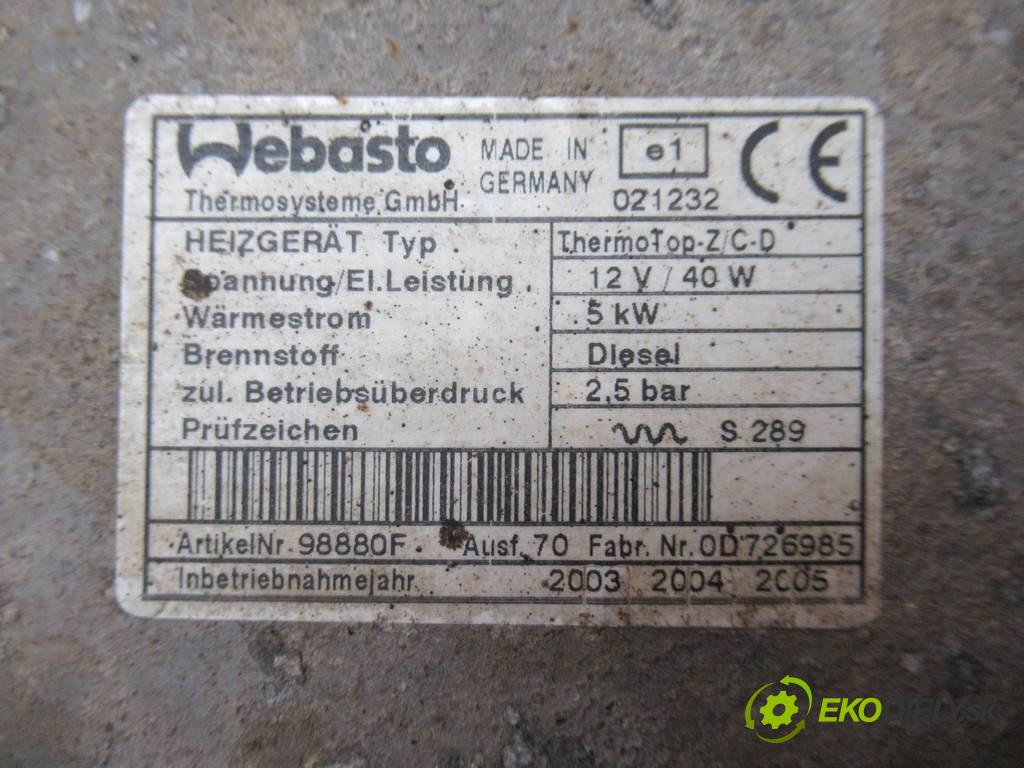 Webasto
MADE IN
GERMANY
e1
CE
Thermosysteme GmbH
021232
HEIZGERÄT Typ ThermoTop-Z/C-D
Spannung/El.Leistung 12 V / 40 W
Wärmestrom 5 kW
Brennstoff Diesel
zul. Betriebsüberdruck 2,5 bar
Prüfzeichen S 289
ArtikelNr. 98880F Ausf. 70 Fabr. Nr. 0D726985
Inbetriebnahmejahr 2003 2004 2005
EKO